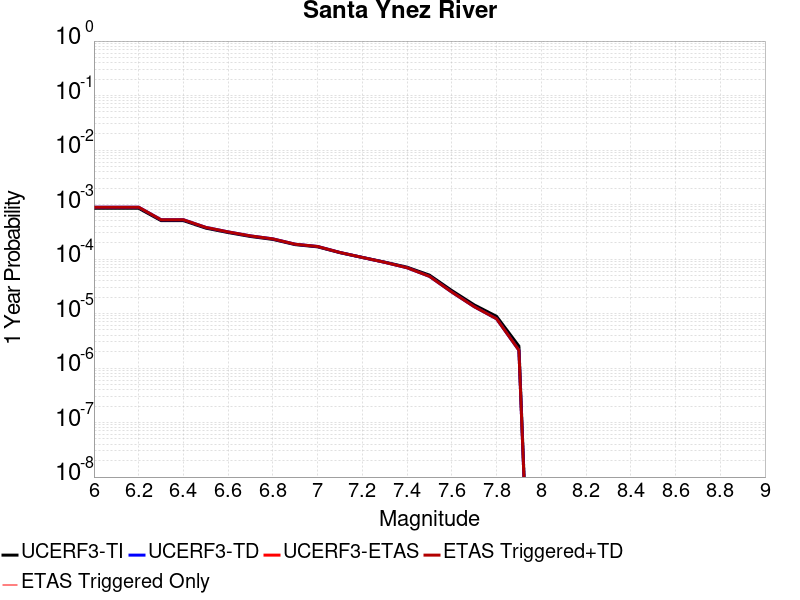 Santa Ynez River
10^0
10^-1
10^-2
10^-3
10^-4
10^-5
10^-6
10^-7
10^-8
1 Year Probability
6 6.2 6.4 6.6 6.8 7 7.2 7.4 7.6 7.8 8 8.2 8.4 8.6 8.8 9
Magnitude
UCERF3-TI UCERF3-TD UCERF3-ETAS ETAS Triggered+TD
ETAS Triggered Only